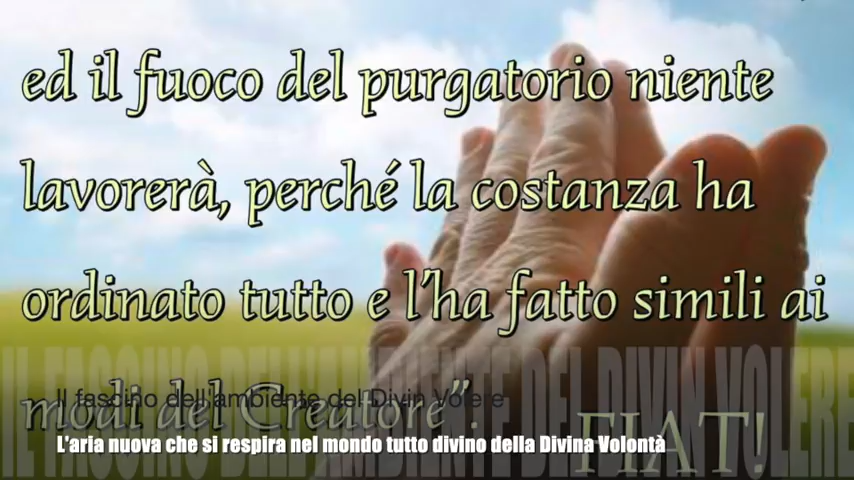 ed il fuoco del purgatorio niente
lavorerà, perché la costanza ha
ordinato tutto e l'ha fatto simili ai
modi del Creatore".
FIAT!
IL FASCINO DELL'AMBIENTE DEL DIVIN VOLERE
Il fascino dell'ambiente del Divin Volere
L'aria nuova che si respira nel mondo tutto divino della Divina Volontà